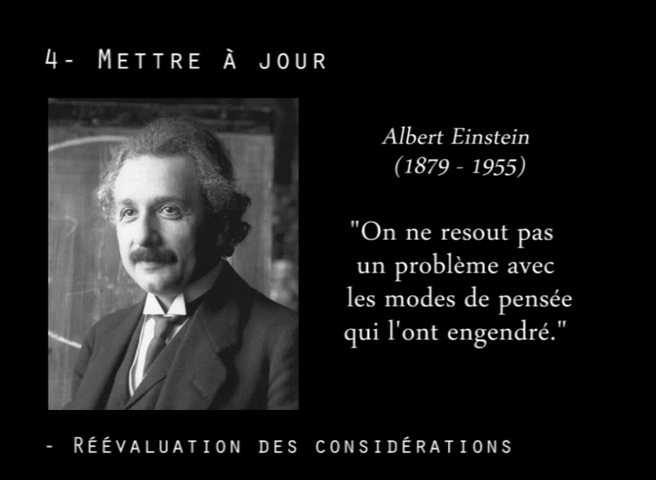 4- Mettre à jour
Albert Einstein
(1879 - 1955)
"On ne resout pas
un problème avec
les modes de pensée
qui l'ont engendré."
- Réévaluation des considérations